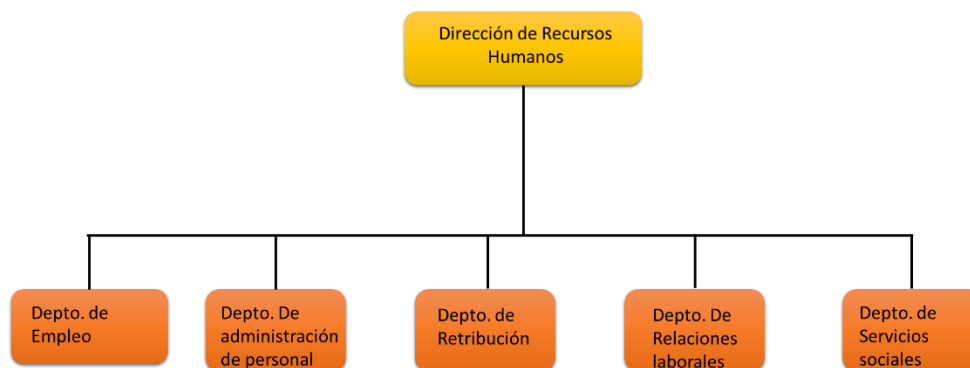 Dirección de Recursos
Humanos
Depto. de
Empleo
Depto. De
administración
de personal
Depto. de
Retribución
Depto. De
Relaciones
laborales
Depto. de
Servicios
sociales